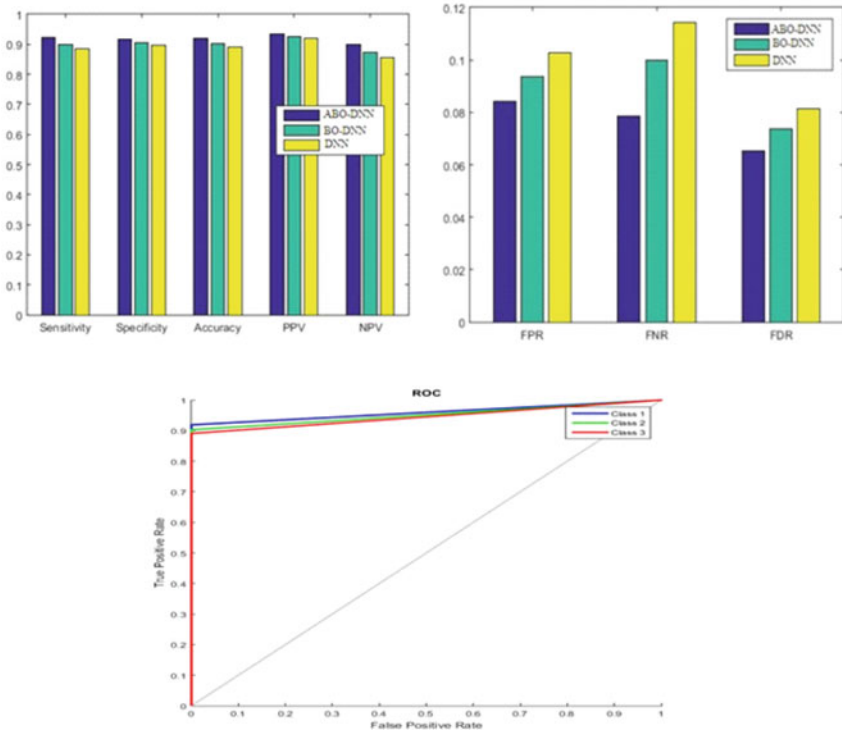 1
0.9
0.8
0.7
0.6
0.5
0.4
0.3
0.2
0.1
0
ABO-DNN
BO-DNN
DNN
Sensitivity Specificity Accuracy PPV NPV
0.12
0.1
0.08
0.06
0.04
0.02
0
ABO-DNN
BO-DNN
DNN
FPR FNR FDR
ROC
1
0.9
0.8
0.7
0.6
0.5
0.4
0.3
0.2
0.1
0
True Positive Rate
Class 1
Class 2
Class 3
0 0.1 0.2 0.3 0.4 0.5 0.6 0.7 0.8 0.9 1
False Positive Rate